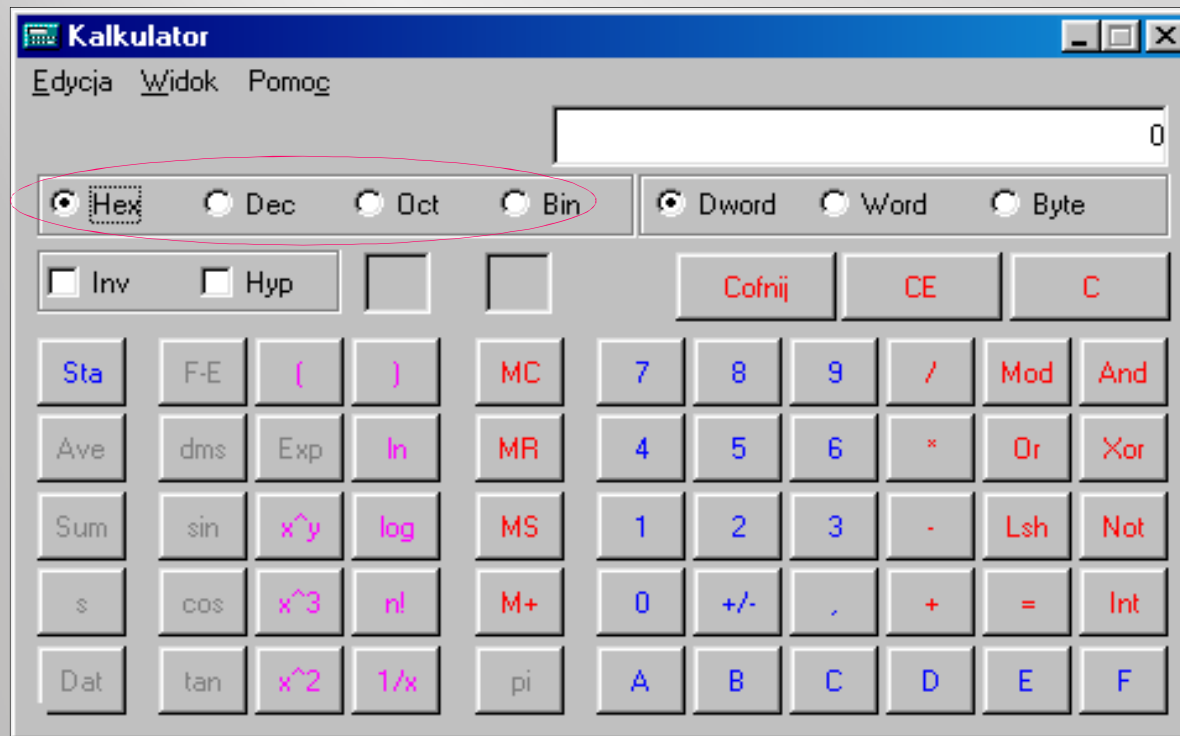 Kalkulator
Edycja Widok Pomoc
0
Hex Dec Oct Bin Dword Word Byte
Inv Hyp Cofnij CE C
Sta F-E ( ) MC 7 8 9 / Mod And
Ave dms Exp ln MR 4 5 6 * Or Xor
Sum sin x^y log MS 1 2 3 - Lsh Not
s cos x^3 n! M+ 0 +/- , + = Int
Dat tan x^2 1/x pi A B C D E F